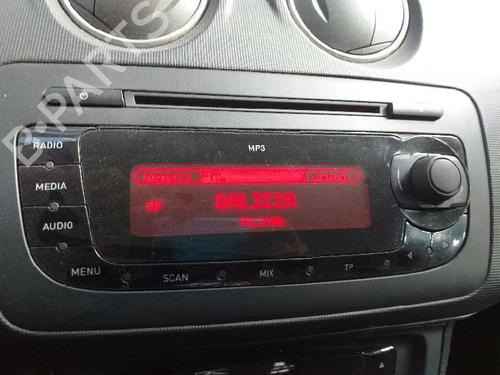 MP3
RADIO
MEDIA
AUDIO
GALICIA
MENU
SCAN
MIX
TP
B-PARTS